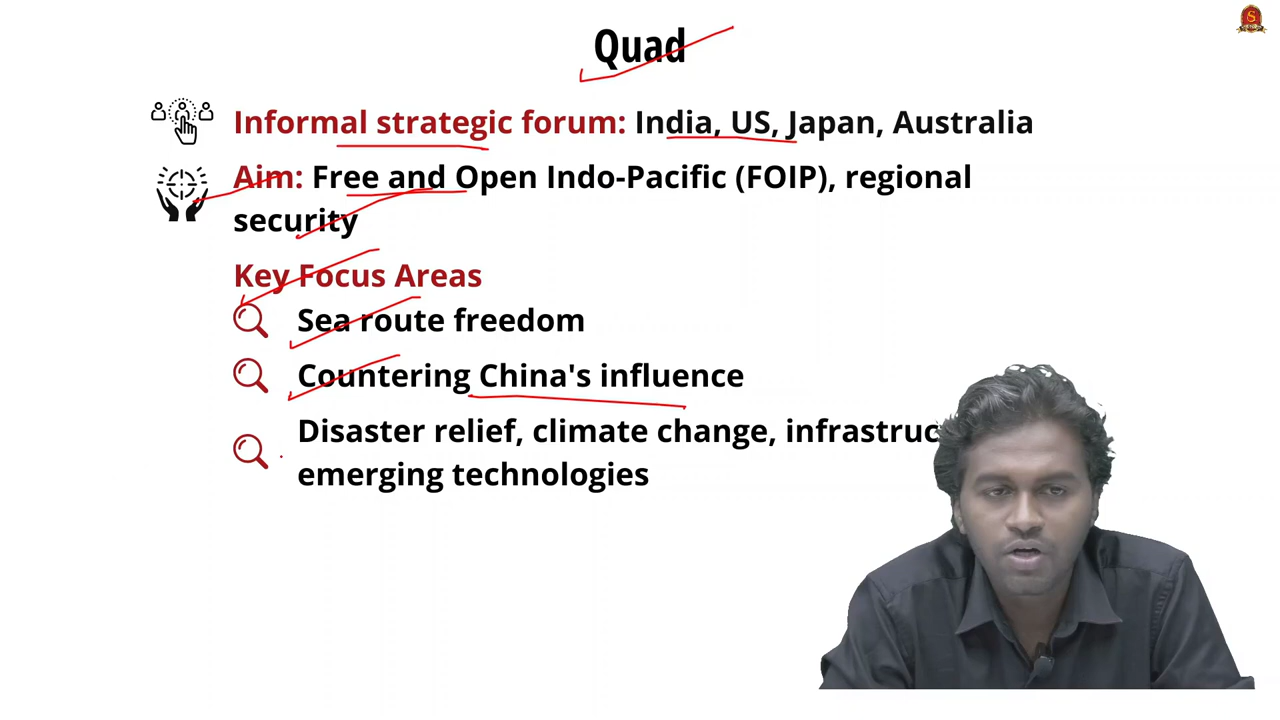 Quad
Informal strategic forum: India, US, Japan, Australia
Aim: Free and Open Indo-Pacific (FOIP), regional
security
Key Focus Areas
Sea route freedom
Countering China's influence
Disaster relief, climate change,
emerging technologies